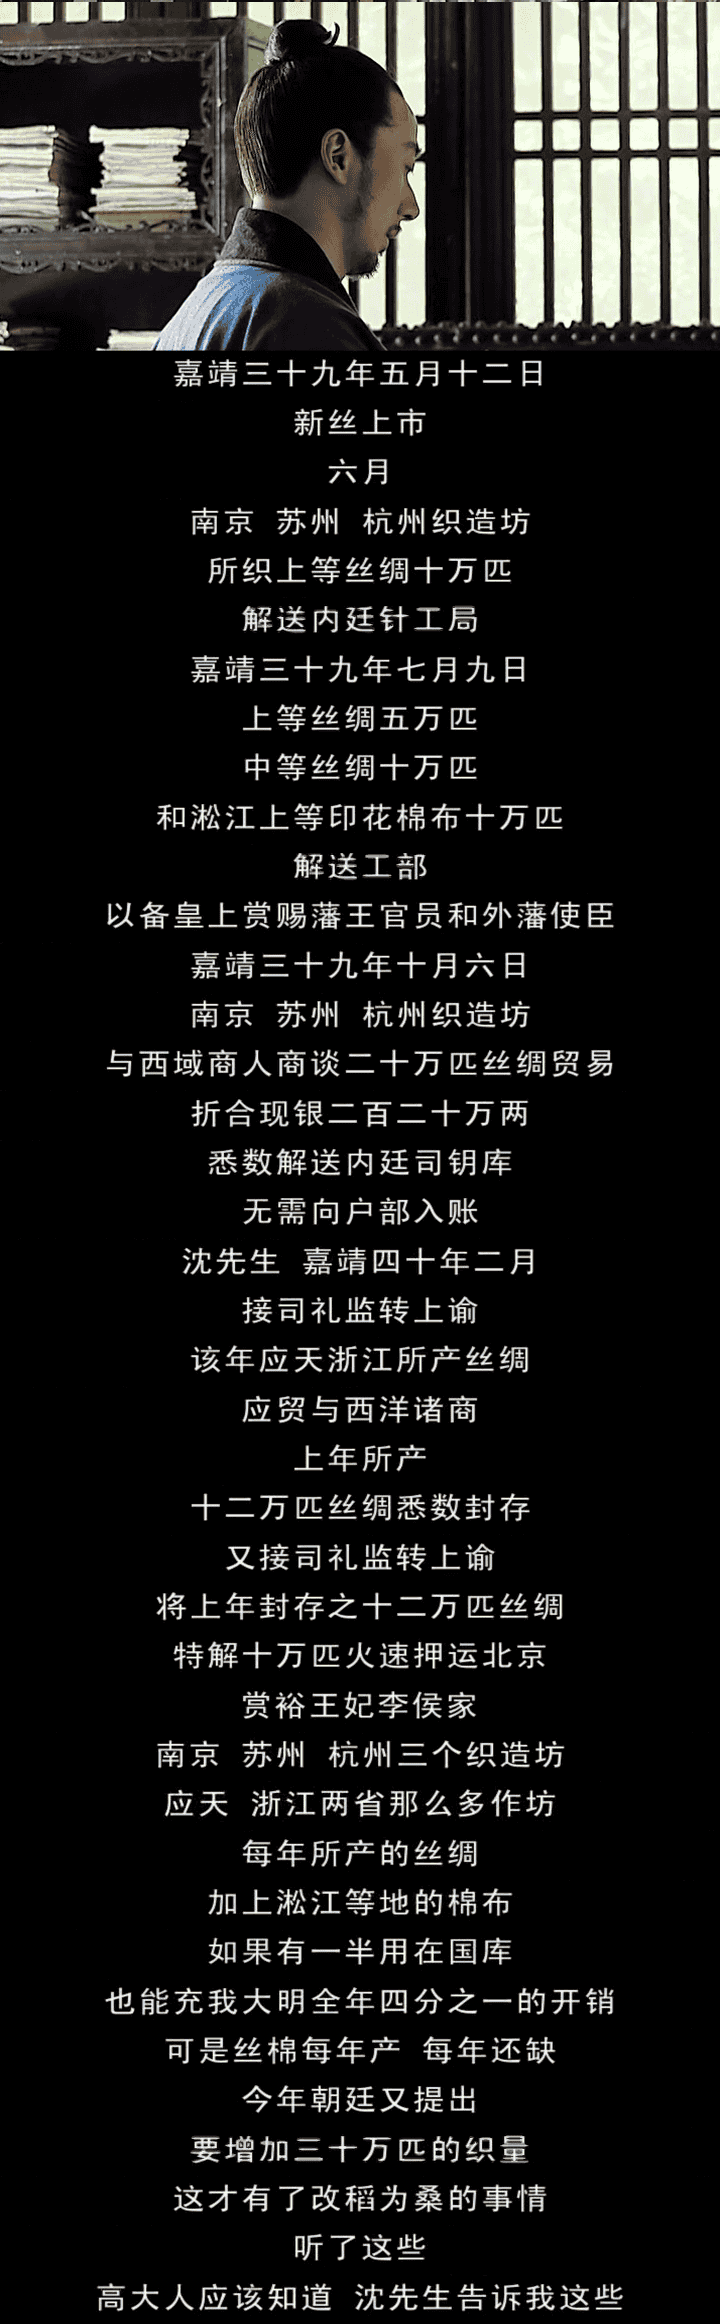 嘉靖三十九年五月十二日
新丝上市
六月
南京 苏州 杭州织造坊
所织上等丝绸十万匹
解送内廷针工局
嘉靖三十九年七月九日
上等丝绸五万匹
中等丝绸十万匹
和淞江上等印花棉布十万匹
解送工部
以备皇上赏赐藩王官员和外藩使臣
嘉靖三十九年十月六日
南京 苏州 杭州织造坊
与西域商人商谈二十万匹丝绸贸易
折合现银二百二十万两
悉数解送内廷司钥库
无需向户部入账
沈先生 嘉靖四十年二月
接司礼监转上谕
该年应天浙江所产丝绸
应贸与西洋诸商
上年所产
十二万匹丝绸悉数封存
又接司礼监转上谕
将上年封存之十二万匹丝绸
特解十万匹火速押运北京
赏裕王妃李侯家
南京 苏州 杭州三个织造坊
应天 浙江两省那么多作坊
每年所产的丝绸
加上淞江等地的棉布
如果有一半用在国库
也能充我大明全年四分之一的开销
可是丝棉每年产 每年还缺
今年朝廷又提出
要增加三十万匹的织量
这才有了改稻为桑的事情
听了这些
高大人应该知道 沈先生告诉我这些